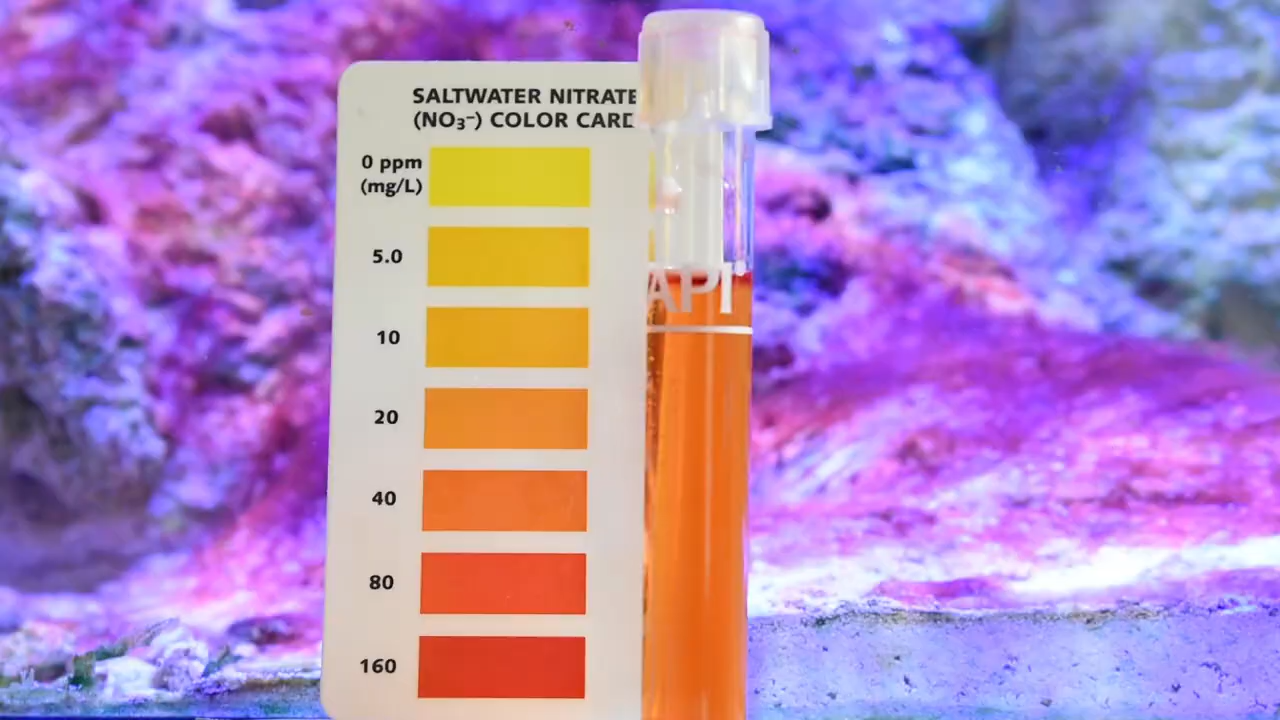 SALTWATER NITRATE
(NO₃⁻) COLOR CARD
0 ppm
(mg/L)
5.0
10
20
40
80
160
API